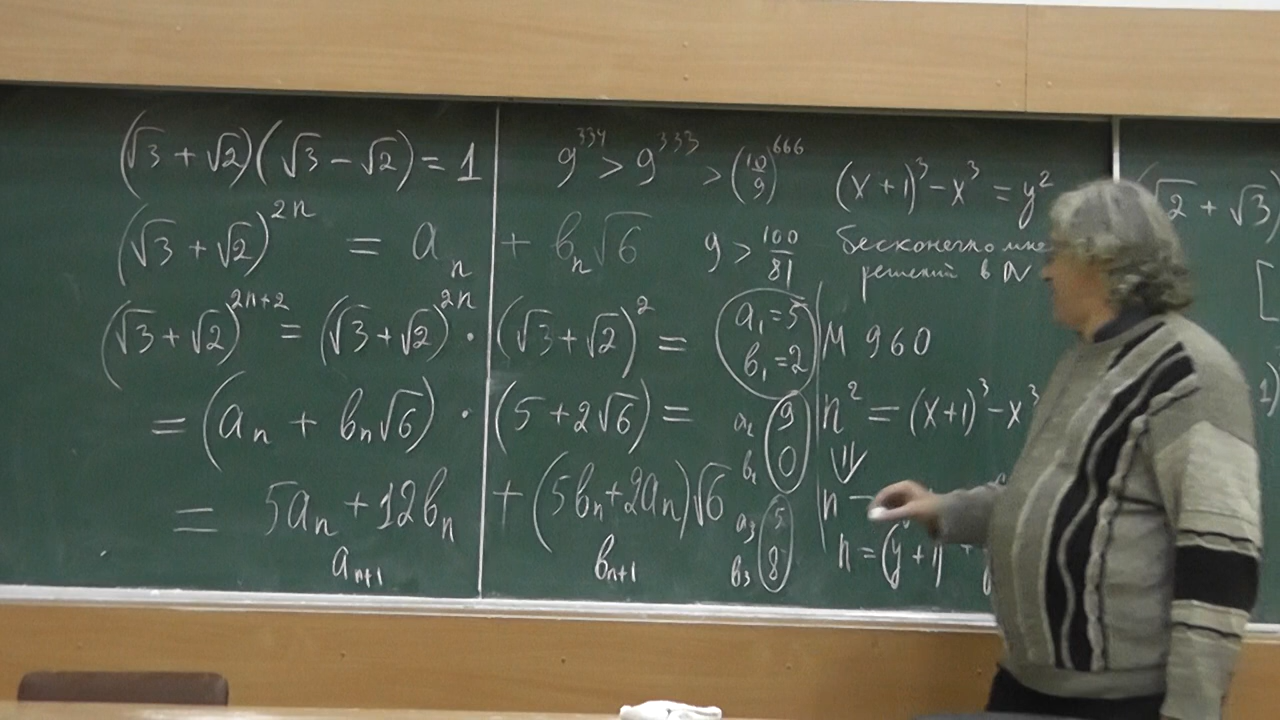 (√3 + √2)(√3 - √2) = 1
(√3 + √2)^{2n} = a_n + b_n√6
(√3 + √2)^{2n+2} = (√3 + √2)^{2n} · (√3 + √2)^2 =
= (a_n + b_n√6) · (5 + 2√6) =
= 5a_n + 12b_n + (5b_n + 2a_n)√6
a_{n+1} b_{n+1}
9^{334} > 9^{333} > (10/9)^{666}
9 > 100/81
a_1 = 5
b_1 = 2
a_2 9
b_2 0
a_3 5
b_3 8
(x + 1)^3 - x^3 = y^2
бесконечно мно
решений в N
M 960
n^2 = (x+1)^3 - x^3
⇓
n
n = (y + 1)
√2 + √3)